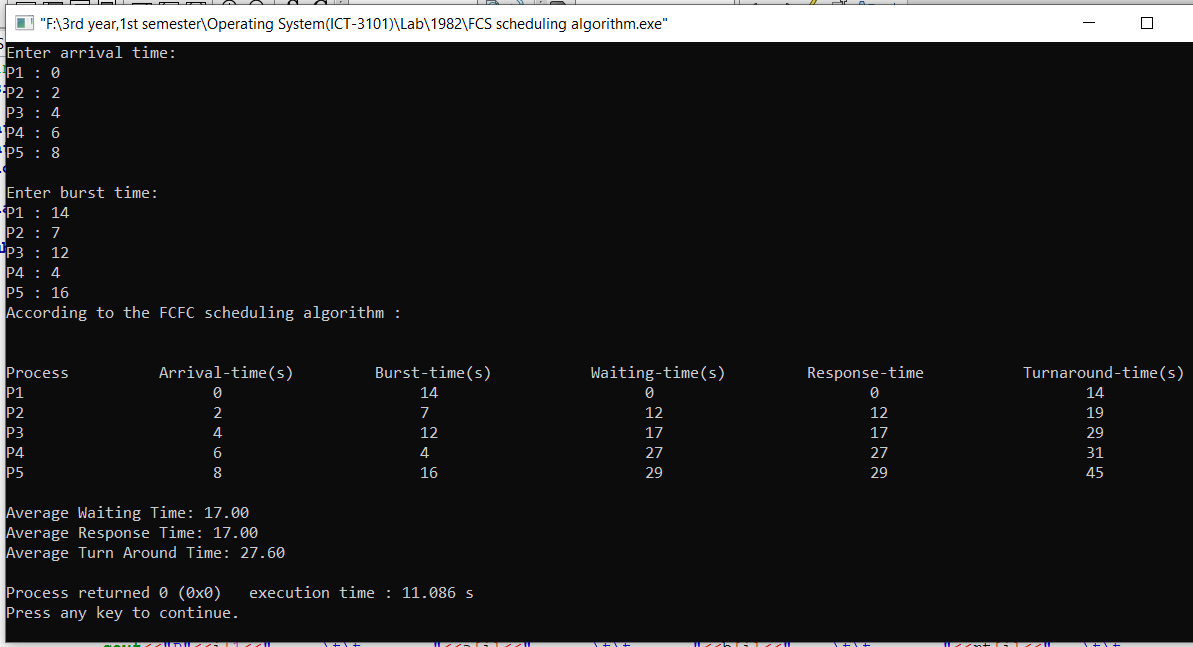 "F:\3rd year,1st semester\Operating System(ICT-3101)\Lab\1982\FCS scheduling algorithm.exe"
Enter arrival time:
P1 : 0
P2 : 2
P3 : 4
P4 : 6
P5 : 8
Enter burst time:
P1 : 14
P2 : 7
P3 : 12
P4 : 4
P5 : 16
According to the FCFC scheduling algorithm :
Process Arrival-time(s) Burst-time(s) Waiting-time(s) Response-time Turnaround-time(s)
P1 0 14 0 0 14
P2 2 7 12 12 19
P3 4 12 17 17 29
P4 6 4 27 27 31
P5 8 16 29 29 45
Average Waiting Time: 17.00
Average Response Time: 17.00
Average Turn Around Time: 27.60
Process returned 0 (0x0) execution time : 11.086 s
Press any key to continue.